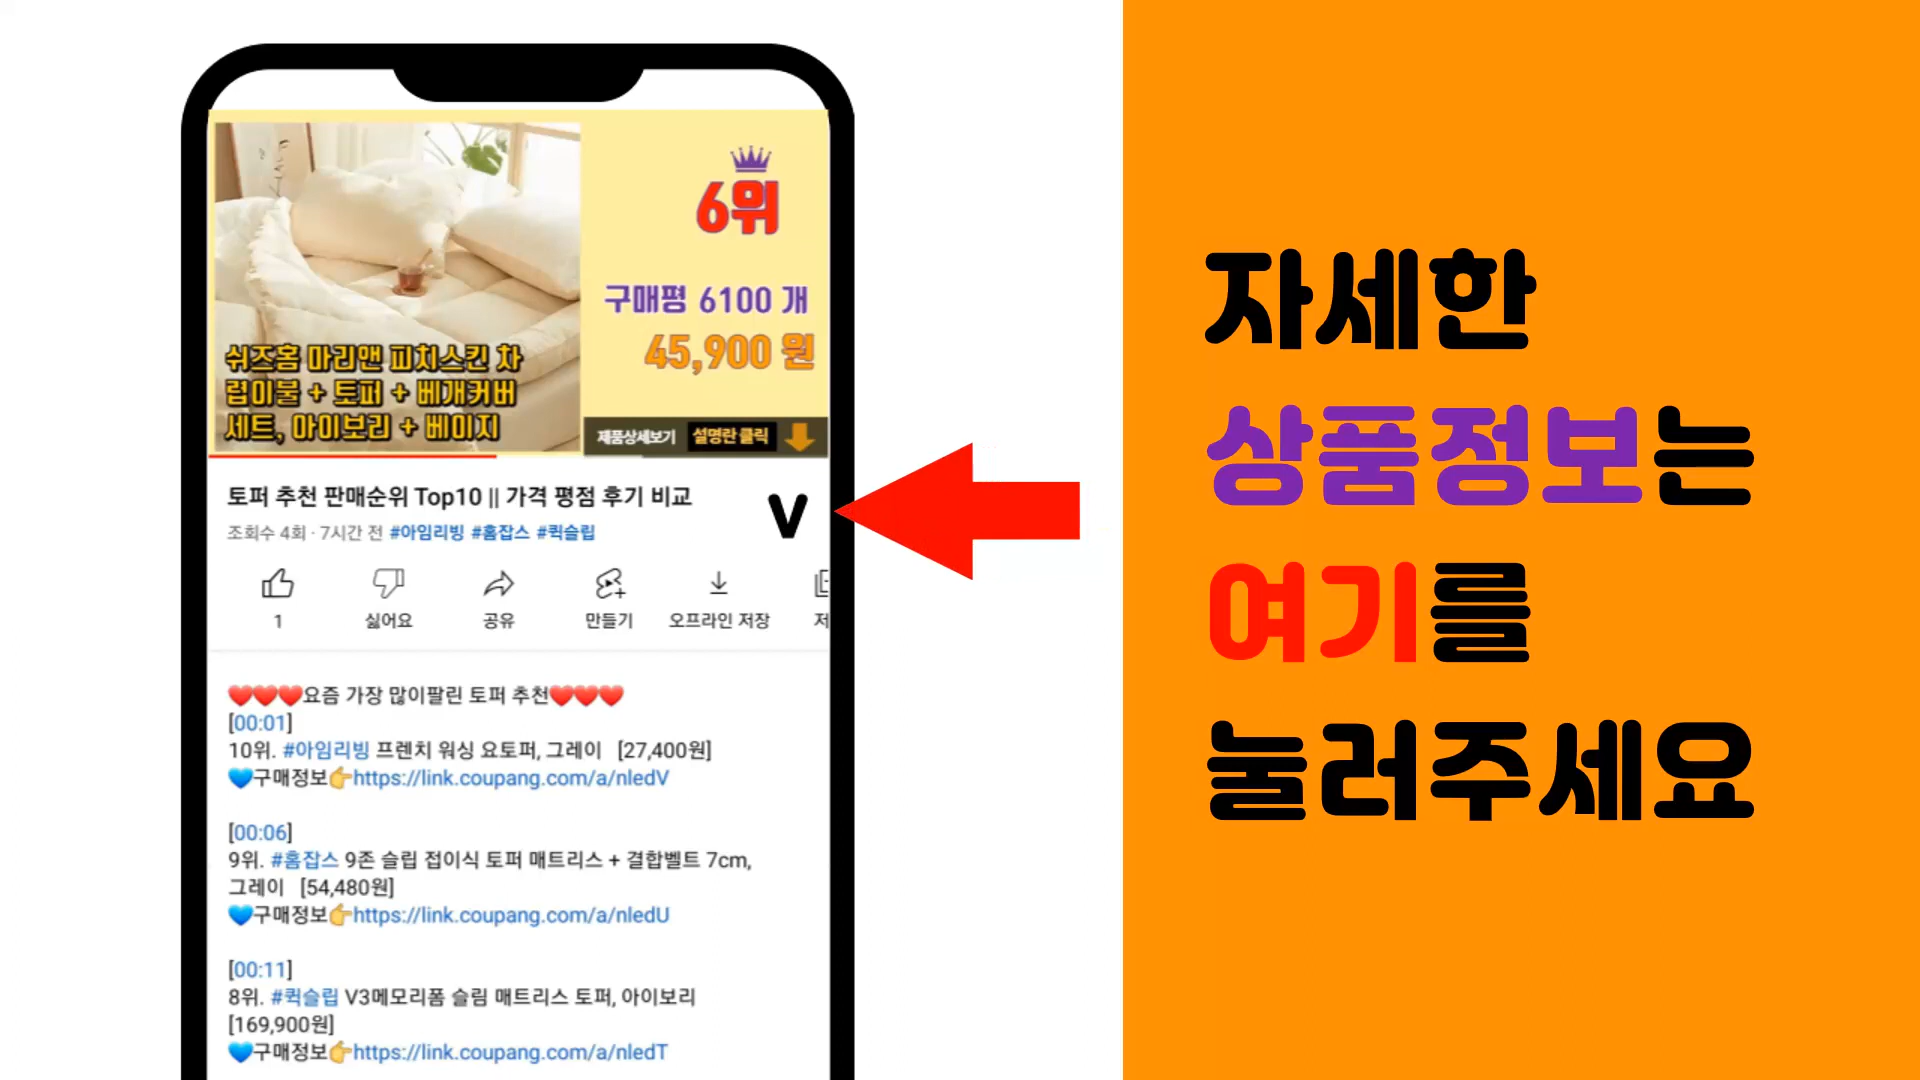 6위
구매평 6100 개
45,900 원
쉬즈홈 마리앤 피치스킨 차
렵이불 + 토퍼 + 베개커버
세트, 아이보리 + 베이지
제품상세보기 설명란 클릭
토퍼 추천 판매순위 Top10 || 가격 평점 후기 비교
V
조회수 4회 · 7시간 전 #아임리빙 #홈잡스 #퀵슬립
1 싫어요 공유 만들기 오프라인 저장 저
❤️❤️❤️요즘 가장 많이팔린 토퍼 추천❤️❤️❤️
[00:01]
10위. #아임리빙 프렌치 워싱 요토퍼, 그레이 [27,400원]
💙구매정보👉https://link.coupang.com/a/nledV
[00:06]
9위. #홈잡스 9존 슬립 접이식 토퍼 매트리스 + 결합벨트 7cm,
그레이 [54,480원]
💙구매정보👉https://link.coupang.com/a/nledU
[00:11]
8위. #퀵슬립 V3메모리폼 슬림 매트리스 토퍼, 아이보리
[169,900원]
💙구매정보👉https://link.coupang.com/a/nledT
자세한
상품정보는
여기를
눌러주세요